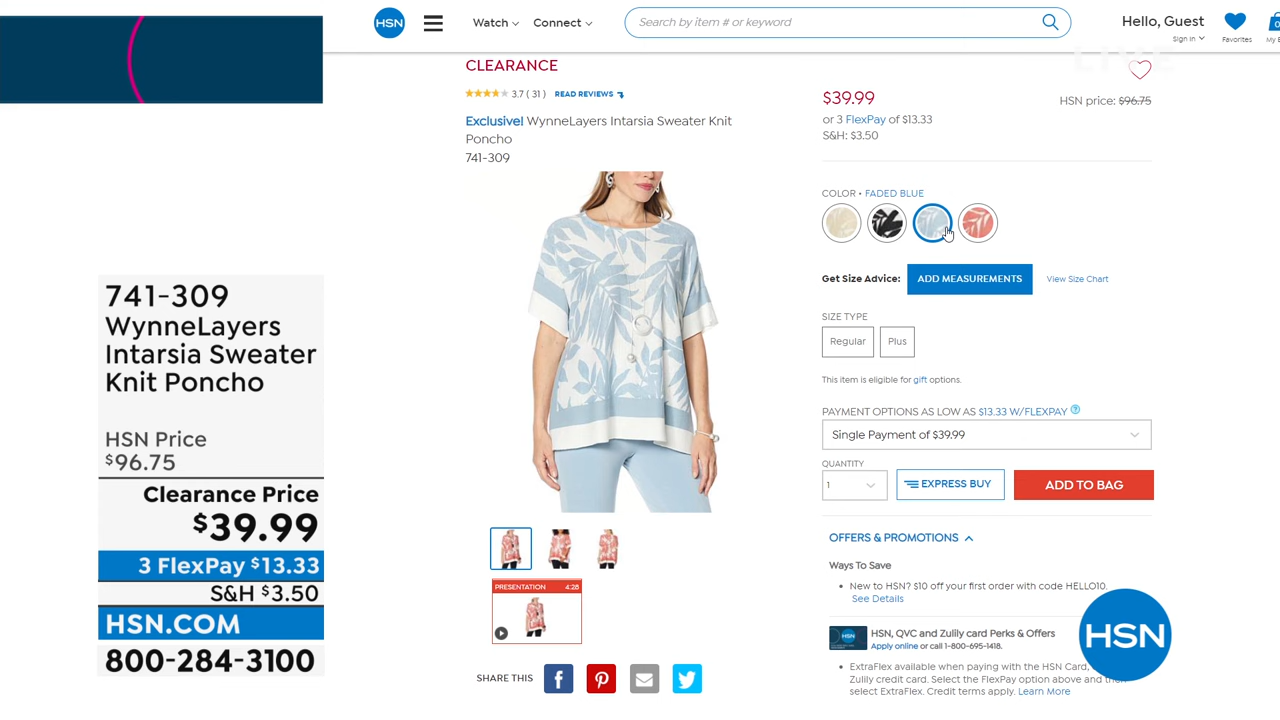 HSN
Watch
Connect
Search by item # or keyword
Hello, Guest
Sign In
Favorites
My
0
LIVE
CLEARANCE
3.7 ( 31 ) READ REVIEWS
Exclusive! WynneLayers Intarsia Sweater Knit
Poncho
741-309
$39.99
HSN price: $96.75
or 3 FlexPay of $13.33
S&H: $3.50
COLOR • FADED BLUE
Get Size Advice: ADD MEASUREMENTS View Size Chart
SIZE TYPE
Regular Plus
This item is eligible for gift options.
PAYMENT OPTIONS AS LOW AS $13.33 W/FLEXPAY ?
Single Payment of $39.99
QUANTITY
1 EXPRESS BUY ADD TO BAG
OFFERS & PROMOTIONS
Ways To Save
• New to HSN? $10 off your first order with code HELLO10.
See Details
HSN, QVC and Zulily card Perks & Offers
Apply online or call 1-800-695-1418.
• ExtraFlex available when paying with the HSN Card,
Zulily credit card. Select the FlexPay option above and
select ExtraFlex. Credit terms apply. Learn More
PRESENTATION 4:26
SHARE THIS
741-309
WynneLayers
Intarsia Sweater
Knit Poncho
HSN Price
$96.75
Clearance Price
$39.99
3 FlexPay $13.33
S&H $3.50
HSN.COM
800-284-3100
HSN